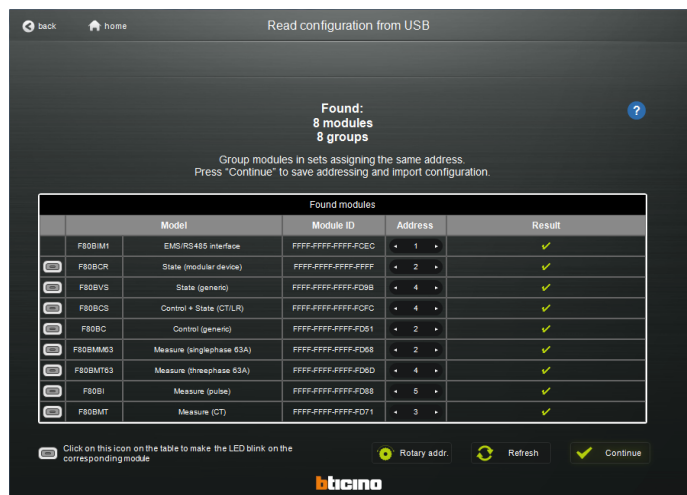 back
home
Read configuration from USB
Found:
8 modules
8 groups
?
Group modules in sets assigning the same address.
Press "Continue" to save addressing and import configuration.
Found modules
Model Module ID Address Result
F80BIM1 EMS/RS485 interface FFFF-FFFF-FFFF-FCEC 1
F80BCR State (modular device) FFFF-FFFF-FFFF-FFFF 2
F80BVS State (generic) FFFF-FFFF-FFFF-FD9B 4
F80BCS Control + State (CT/LR) FFFF-FFFF-FFFF-FCFC 4
F80BC Control (generic) FFFF-FFFF-FFFF-FD51 2
F80BMM63 Measure (singlephase 63A) FFFF-FFFF-FFFF-FD68 2
F80BMT63 Measure (threephase 63A) FFFF-FFFF-FFFF-FD6D 4
F80BI Measure (pulse) FFFF-FFFF-FFFF-FD88 5
F80BMT Measure (CT) FFFF-FFFF-FFFF-FD71 3
Click on this icon on the table to make the LED blink on the
corresponding module
Rotary addr.
Refresh
Continue
bticino